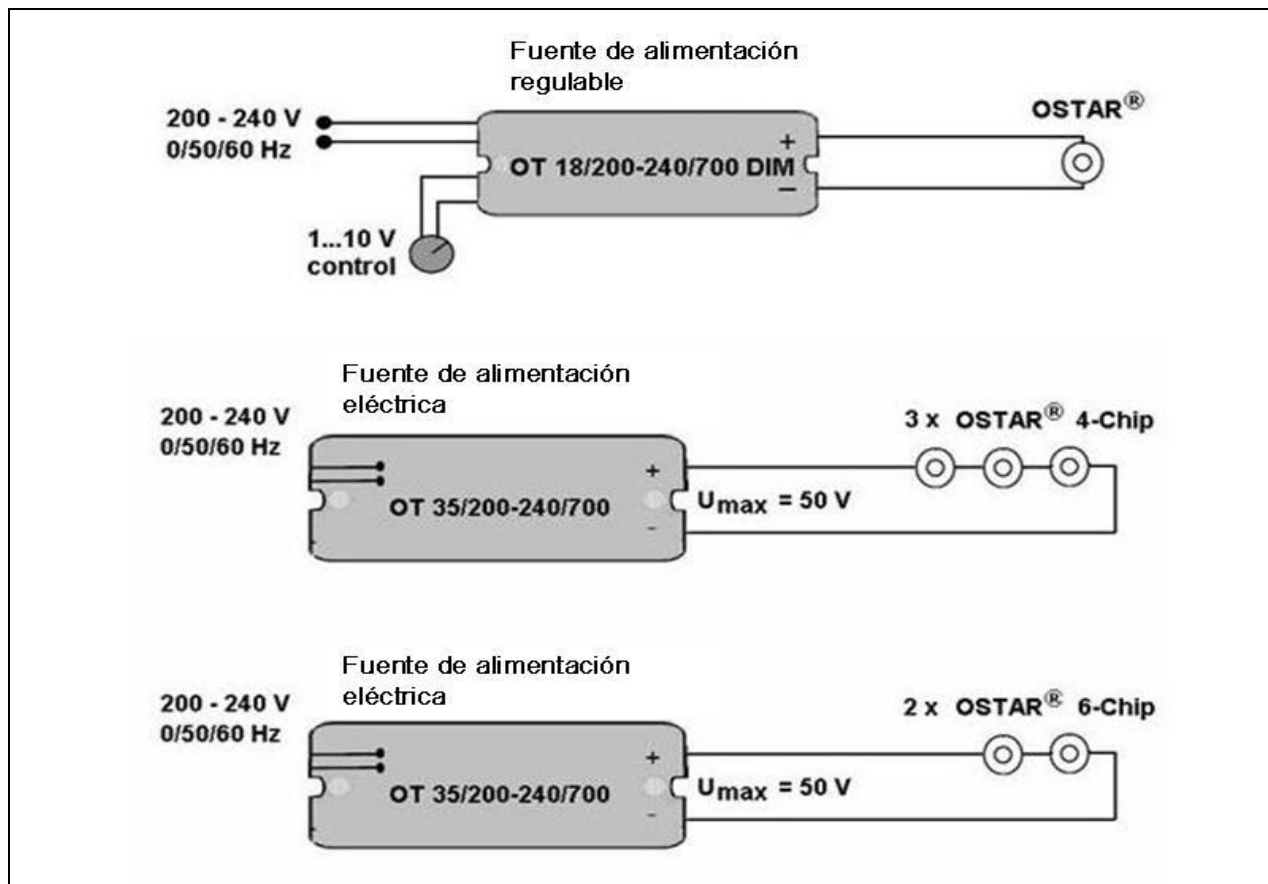 Fuente de alimentación
regulable
200 - 240 V
0/50/60 Hz
OSTAR®
+
OT 18/200-240/700 DIM
–
1...10 V
control
Fuente de alimentación
eléctrica
200 - 240 V
0/50/60 Hz
3 x OSTAR® 4-Chip
+
OT 35/200-240/700
Umax = 50 V
-
Fuente de alimentación
eléctrica
200 - 240 V
0/50/60 Hz
2 x OSTAR® 6-Chip
+
OT 35/200-240/700
Umax = 50 V
-